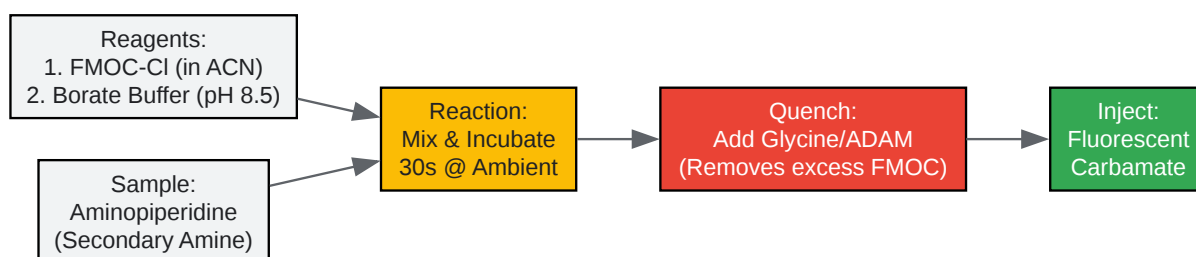 Reagents:
1. FMOC-Cl (in ACN)
2. Borate Buffer (pH 8.5)
Sample:
Aminopiperidine
(Secondary Amine)
Reaction:
Mix & Incubate
30s @ Ambient
Quench:
Add Glycine/ADAM
(Removes excess FMOC)
Inject:
Fluorescent
Carbamate